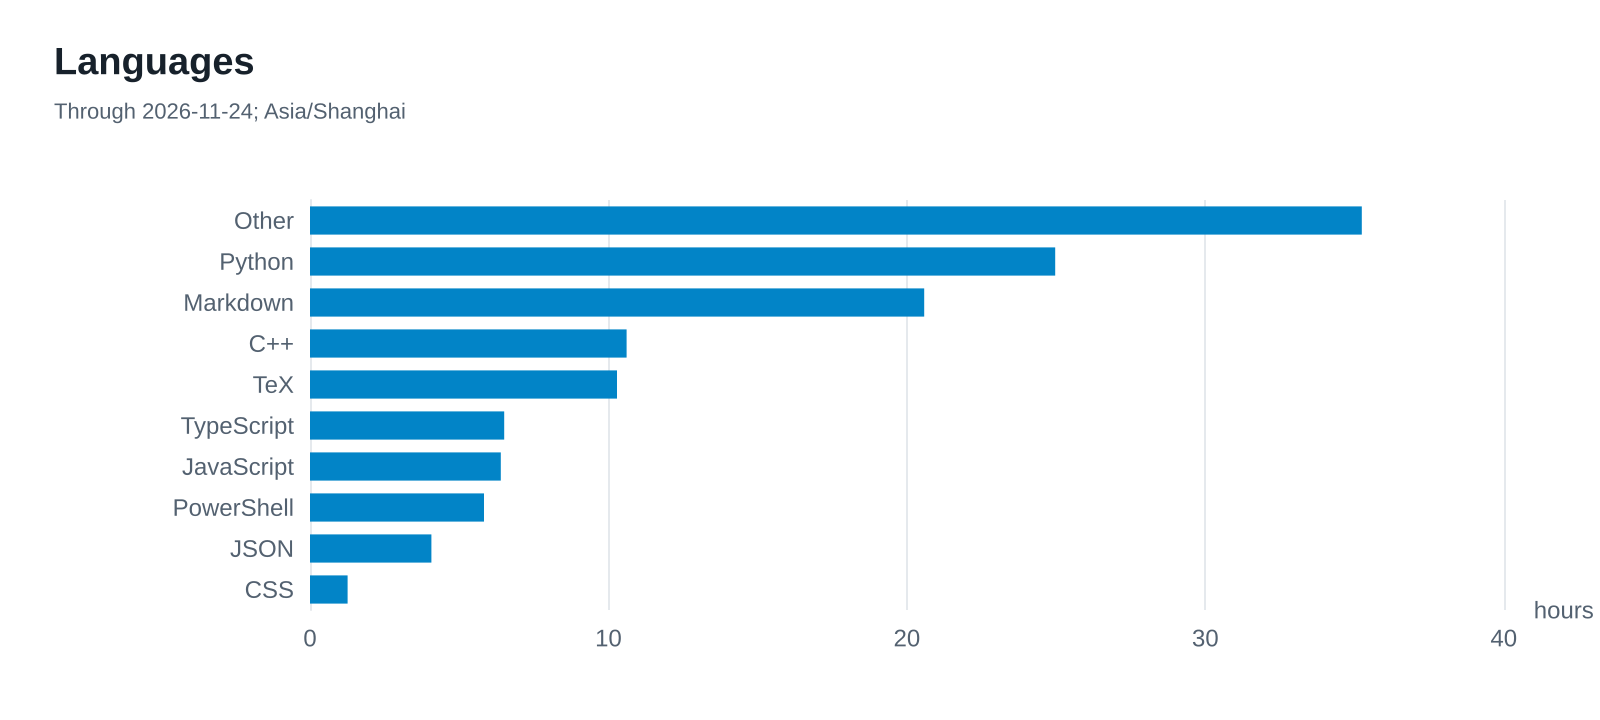 Languages
Through 2026-11-24; Asia/Shanghai
Other
Python
Markdown
C++
TeX
TypeScript
JavaScript
PowerShell
JSON
CSS
hours
0 10 20 30 40